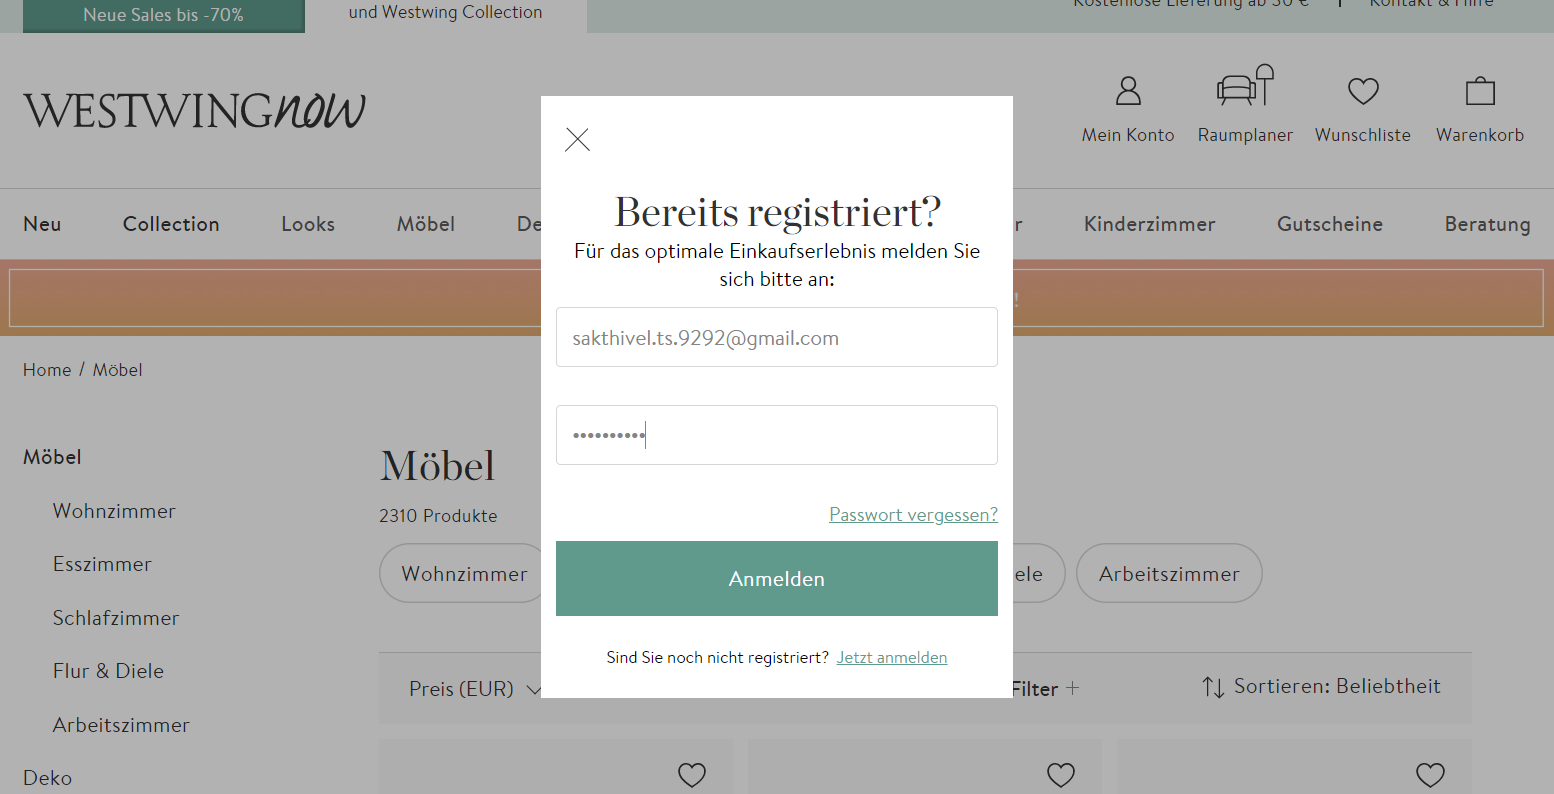 Neue Sales bis -70%
und Westwing Collection
Kostenlose Lieferung ab 30 €
Kontakt & Hilfe
WESTWINGnow
Mein Konto
Raumplaner
Wunschliste
Warenkorb
Neu
Collection
Looks
Möbel
De
r
Kinderzimmer
Gutscheine
Beratung
!
Home / Möbel
Bereits registriert?
Für das optimale Einkaufserlebnis melden Sie
sich bitte an:
sakthivel.ts.9292@gmail.com
••••••••••
Passwort vergessen?
Anmelden
Sind Sie noch nicht registriert? Jetzt anmelden
Möbel
Wohnzimmer
Esszimmer
Schlafzimmer
Flur & Diele
Arbeitszimmer
Deko
Möbel
2310 Produkte
Wohnzimmer
ele
Arbeitszimmer
Preis (EUR)
Filter +
Sortieren: Beliebtheit